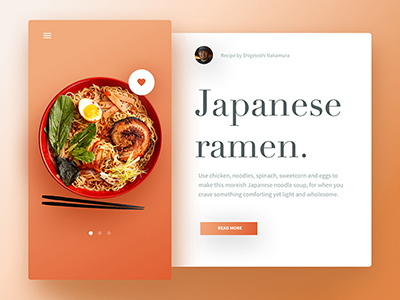 Recipe by Shigetoshi Nakamura
Japanese
ramen.
Use chicken, noodles, spinach, sweetcorn and eggs to
make this moreish Japanese noodle soup, for when you
crave something comforting yet light and wholesome.
READ MORE